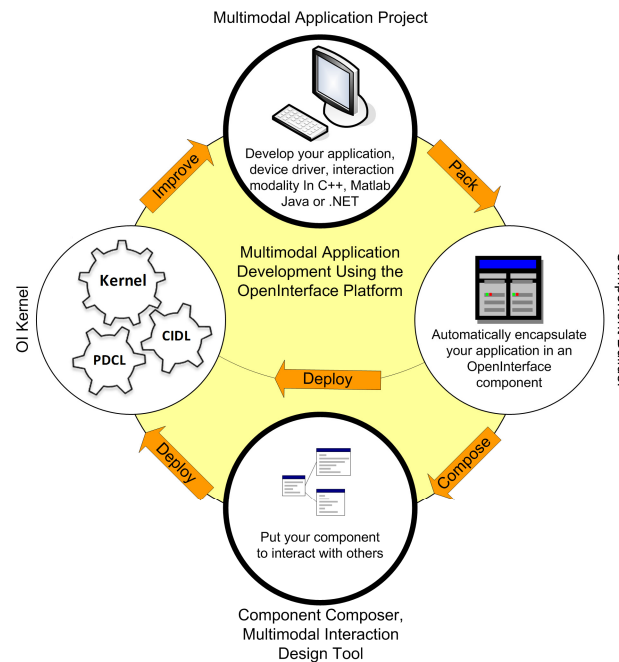 Multimodal Application Project
Develop your application,
device driver, interaction
modality In C++, Matlab
Java or .NET
Improve
Pack
Multimodal Application
Development Using the
OpenInterface Platform
OI Kernel
Kernel
CIDL
PDCL
Automatically encapsulate
your application in an
OpenInterface
component
Deploy
Deploy
Compose
Put your component
to interact with others
Component Composer,
Multimodal Interaction
Design Tool